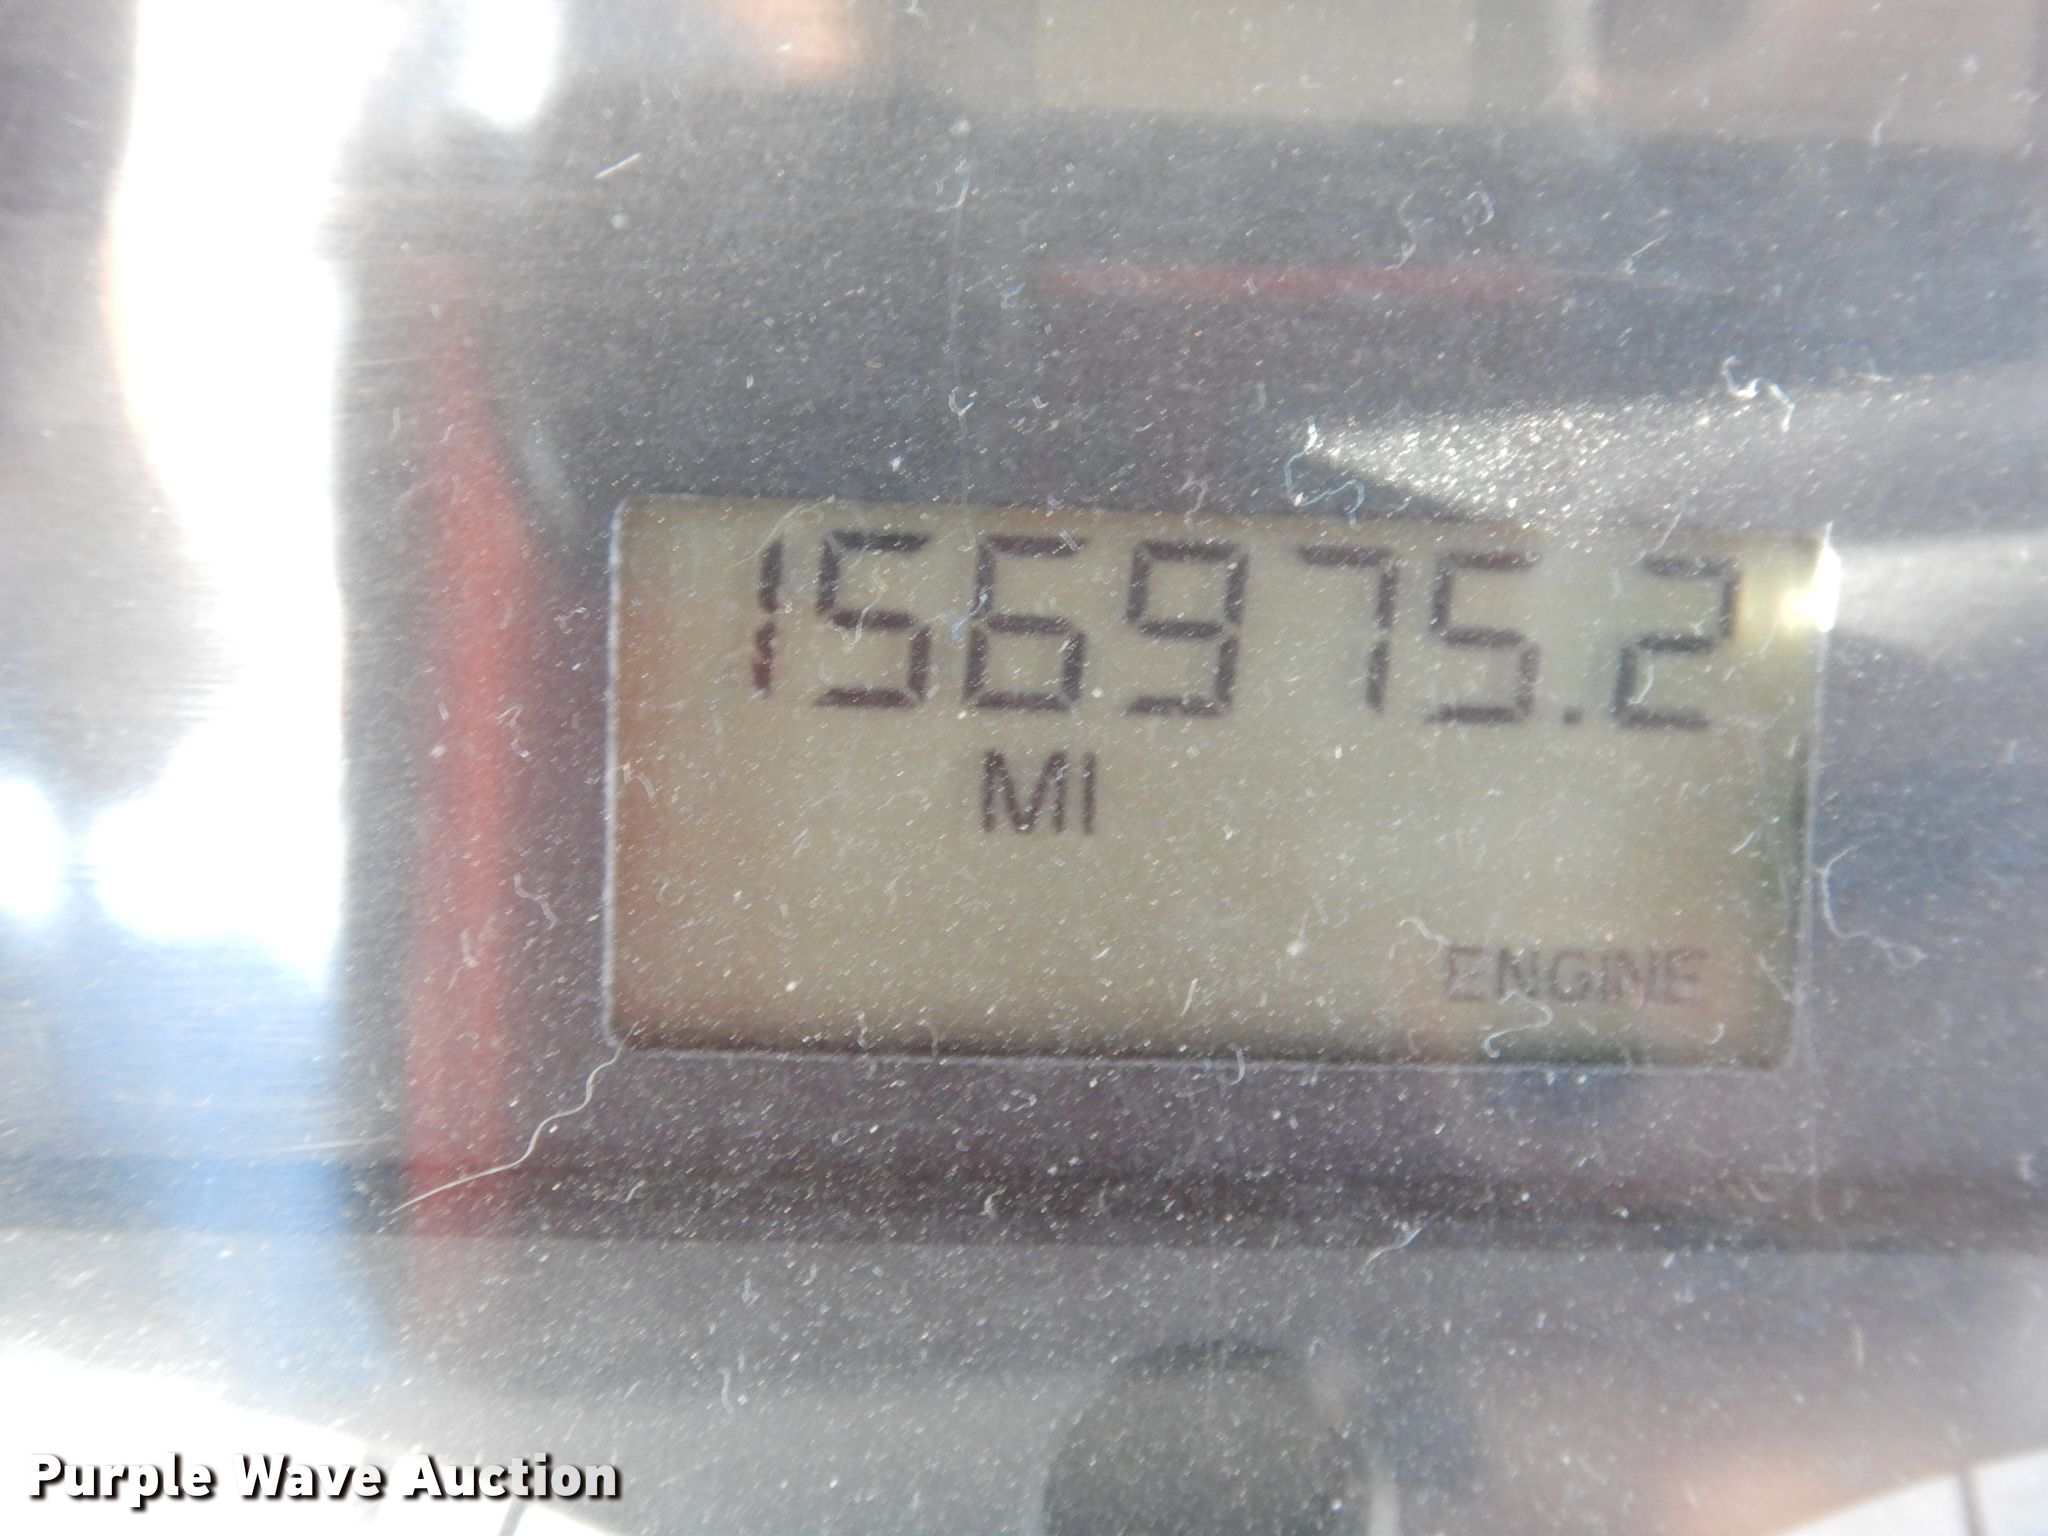 156975.2
MI
ENGINE
Purple Wave Auction